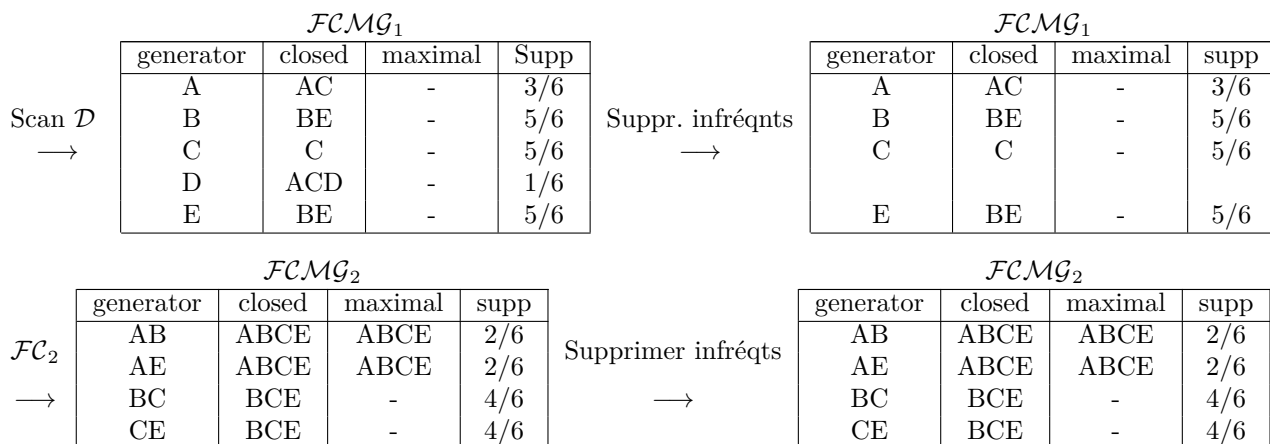 FCMG₁ FCMG₁
generator closed maximal Supp generator closed maximal supp
A AC - 3/6 A AC - 3/6
Scan D B BE - 5/6 Suppr. infréqnts B BE - 5/6
⟶ C C - 5/6 ⟶ C C - 5/6
D ACD - 1/6
E BE - 5/6 E BE - 5/6
FCMG₂ FCMG₂
generator closed maximal supp generator closed maximal supp
AB ABCE ABCE 2/6 AB ABCE ABCE 2/6
FC₂ AE ABCE ABCE 2/6 Supprimer infréqts AE ABCE ABCE 2/6
⟶ BC BCE - 4/6 ⟶ BC BCE - 4/6
CE BCE - 4/6 CE BCE - 4/6